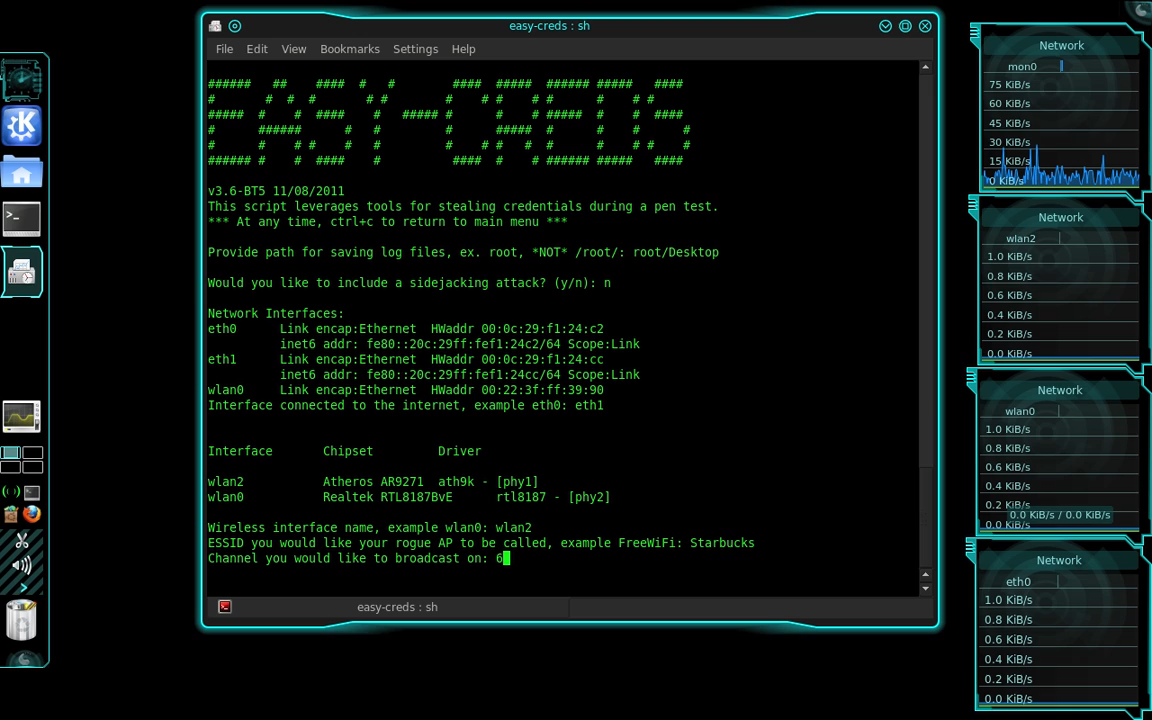 easy-creds : sh
File Edit View Bookmarks Settings Help
EASY-CREDS
v3.6-BT5 11/08/2011
This script leverages tools for stealing credentials during a pen test.
*** At any time, ctrl+c to return to main menu ***
Provide path for saving log files, ex. root, *NOT* /root/: root/Desktop
Would you like to include a sidejacking attack? (y/n): n
Network Interfaces:
eth0 Link encap:Ethernet HWaddr 00:0c:29:f1:24:c2
inet6 addr: fe80::20c:29ff:fef1:24c2/64 Scope:Link
eth1 Link encap:Ethernet HWaddr 00:0c:29:f1:24:cc
inet6 addr: fe80::20c:29ff:fef1:24cc/64 Scope:Link
wlan0 Link encap:Ethernet HWaddr 00:22:3f:ff:39:90
Interface connected to the internet, example eth0: eth1
Interface Chipset Driver
wlan2 Atheros AR9271 ath9k - [phy1]
wlan0 Realtek RTL8187BvE rtl8187 - [phy2]
Wireless interface name, example wlan0: wlan2
ESSID you would like your rogue AP to be called, example FreeWiFi: Starbucks
Channel you would like to broadcast on: 6
easy-creds : sh
Network
mon0
75 KiB/s
60 KiB/s
45 KiB/s
30 KiB/s
15 KiB/s
0 KiB/s
Network
wlan2
1.0 KiB/s
0.8 KiB/s
0.6 KiB/s
0.4 KiB/s
0.2 KiB/s
0.0 KiB/s
Network
wlan0
1.0 KiB/s
0.8 KiB/s
0.6 KiB/s
0.4 KiB/s
0.2 KiB/s
0.0 KiB/s / 0.0 KiB/s
0.0 KiB/s
Network
eth0
1.0 KiB/s
0.8 KiB/s
0.6 KiB/s
0.4 KiB/s
0.2 KiB/s
0.0 KiB/s